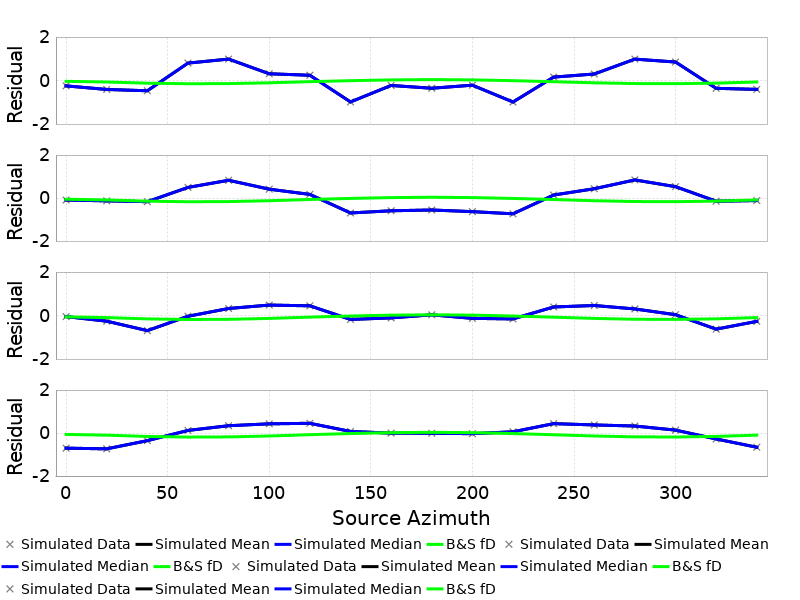 2
0
-2
Residual
2
0
-2
Residual
2
0
-2
Residual
2
0
-2
Residual
0 50 100 150 200 250 300
Source Azimuth
× Simulated Data Simulated Mean Simulated Median B&S fD × Simulated Data Simulated Mean
Simulated Median B&S fD × Simulated Data Simulated Mean Simulated Median B&S fD
× Simulated Data Simulated Mean Simulated Median B&S fD